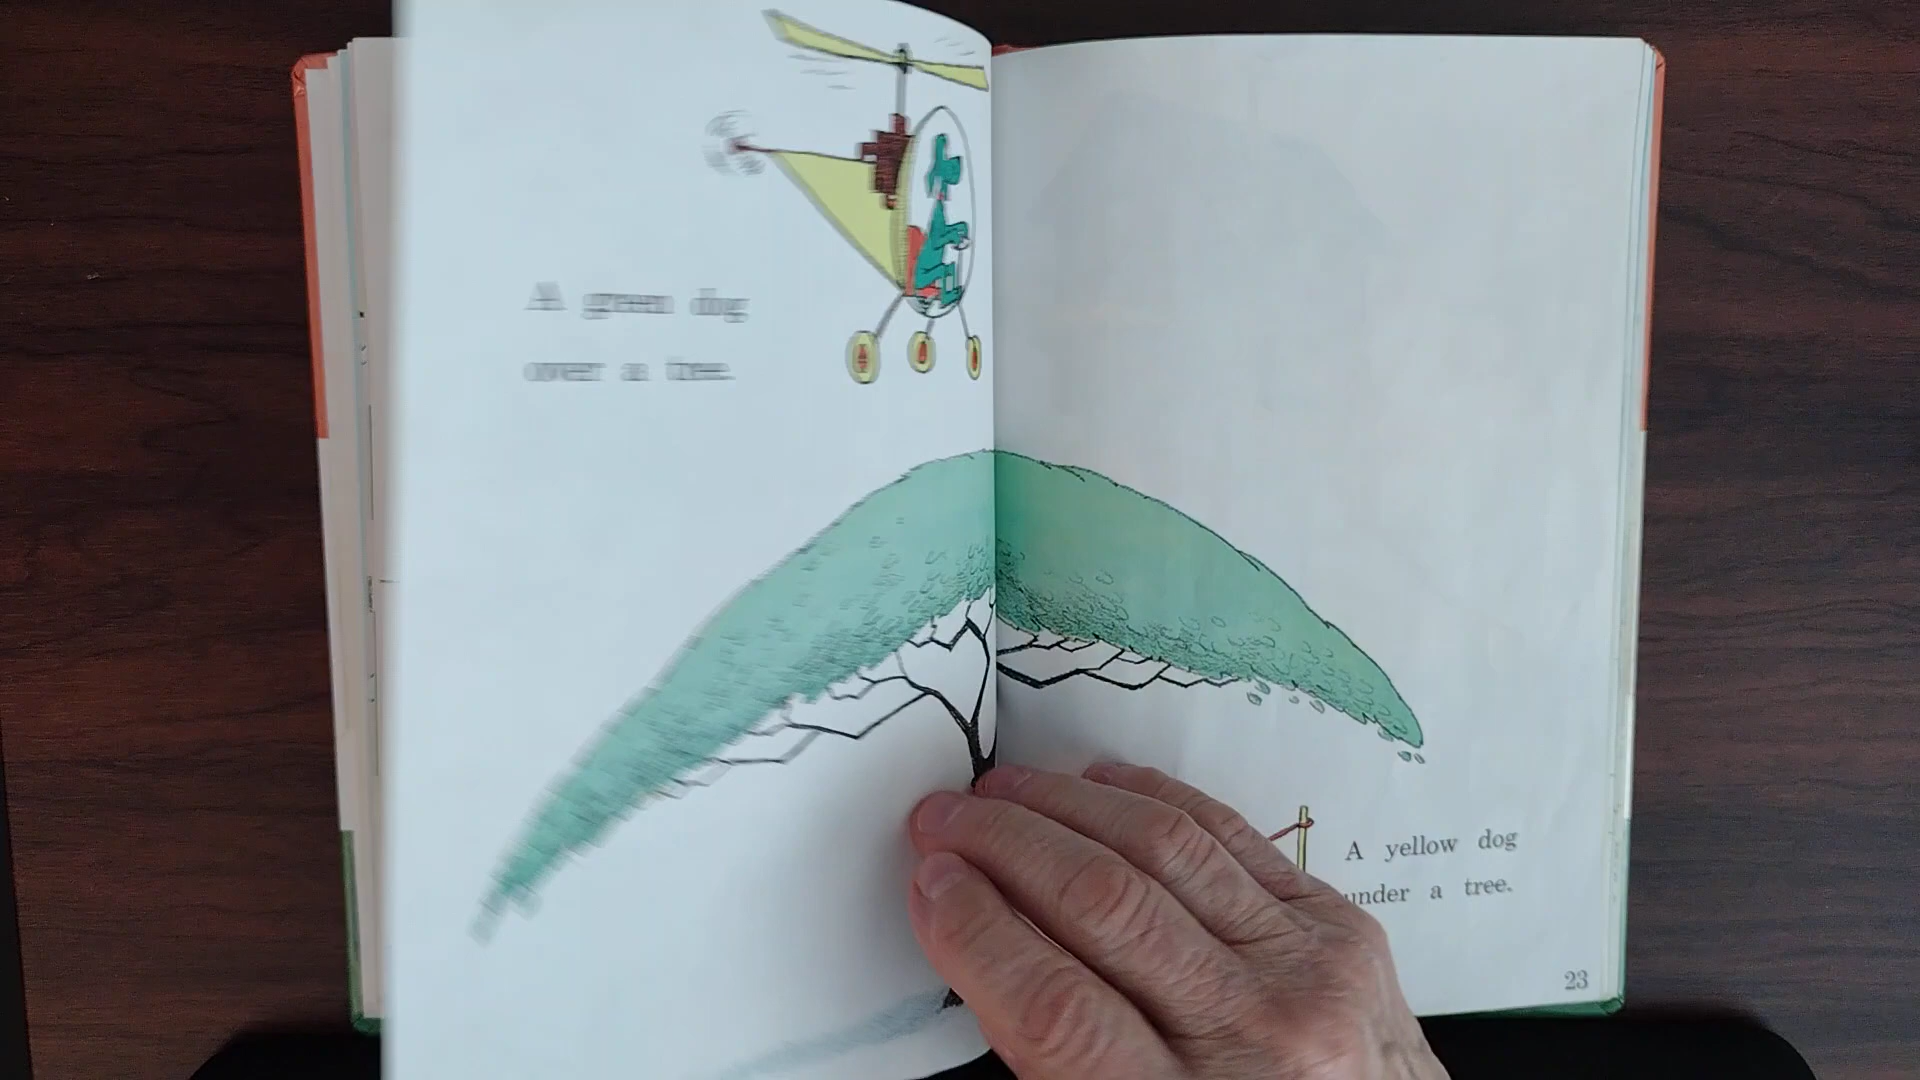 A green dog
over a tree.
A yellow dog
under a tree.
23